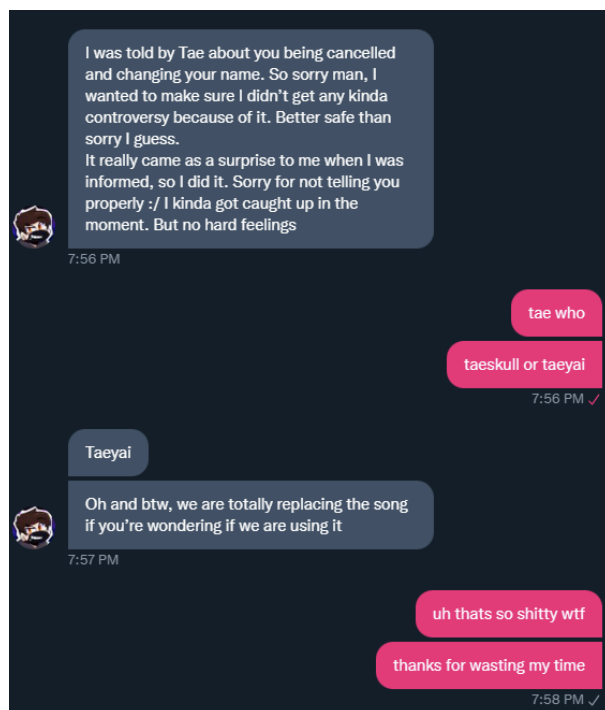 I was told by Tae about you being cancelled
and changing your name. So sorry man, I
wanted to make sure I didn’t get any kinda
controversy because of it. Better safe than
sorry I guess.
It really came as a surprise to me when I was
informed, so I did it. Sorry for not telling you
properly :/ I kinda got caught up in the
moment. But no hard feelings
7:56 PM
tae who
taeskull or taeyai
7:56 PM
Taeyai
Oh and btw, we are totally replacing the song
if you’re wondering if we are using it
7:57 PM
uh thats so shitty wtf
thanks for wasting my time
7:58 PM